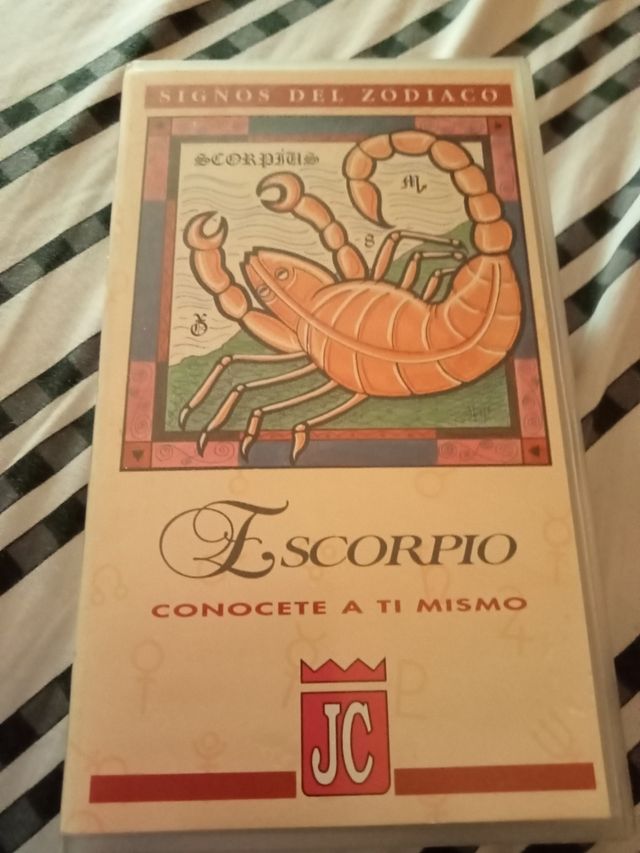 SIGNOS DEL ZODIACO
SCORPIUS
ESCORPIO
CONOCETE A TI MISMO
JC